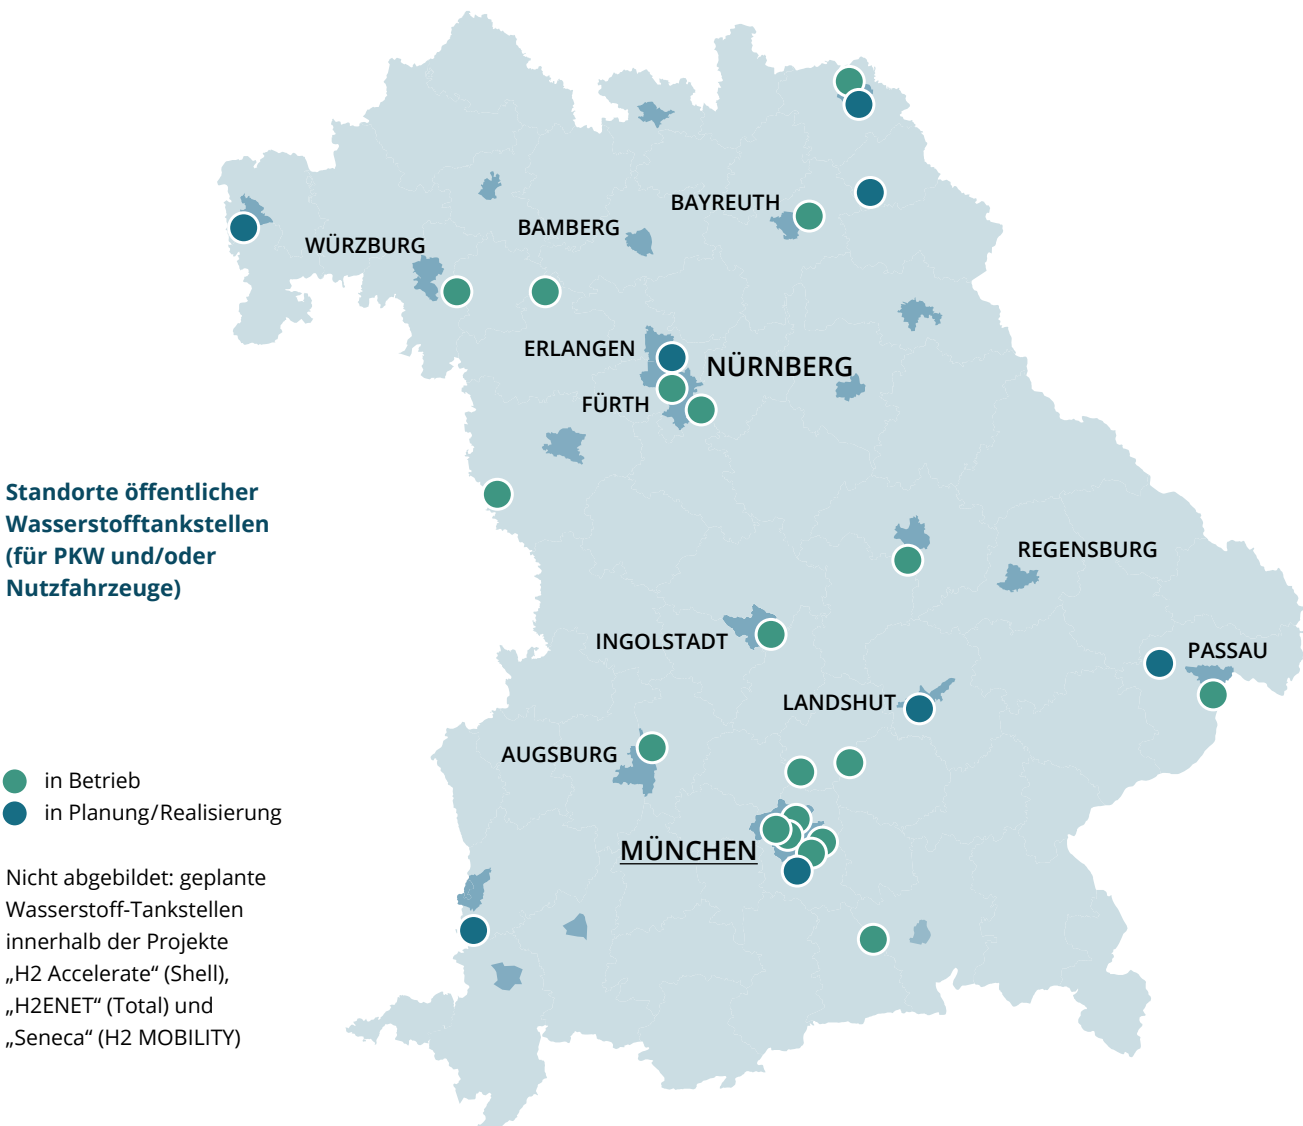 BAYREUTH
BAMBERG
WÜRZBURG
ERLANGEN
NÜRNBERG
FÜRTH
Standorte öffentlicher
Wasserstofftankstellen
(für PKW und/oder
Nutzfahrzeuge)
REGENSBURG
INGOLSTADT
PASSAU
LANDSHUT
AUGSBURG
MÜNCHEN
in Betrieb
in Planung/Realisierung
Nicht abgebildet: geplante
Wasserstoff-Tankstellen
innerhalb der Projekte
„H2 Accelerate“ (Shell),
„H2ENET“ (Total) und
„Seneca“ (H2 MOBILITY)